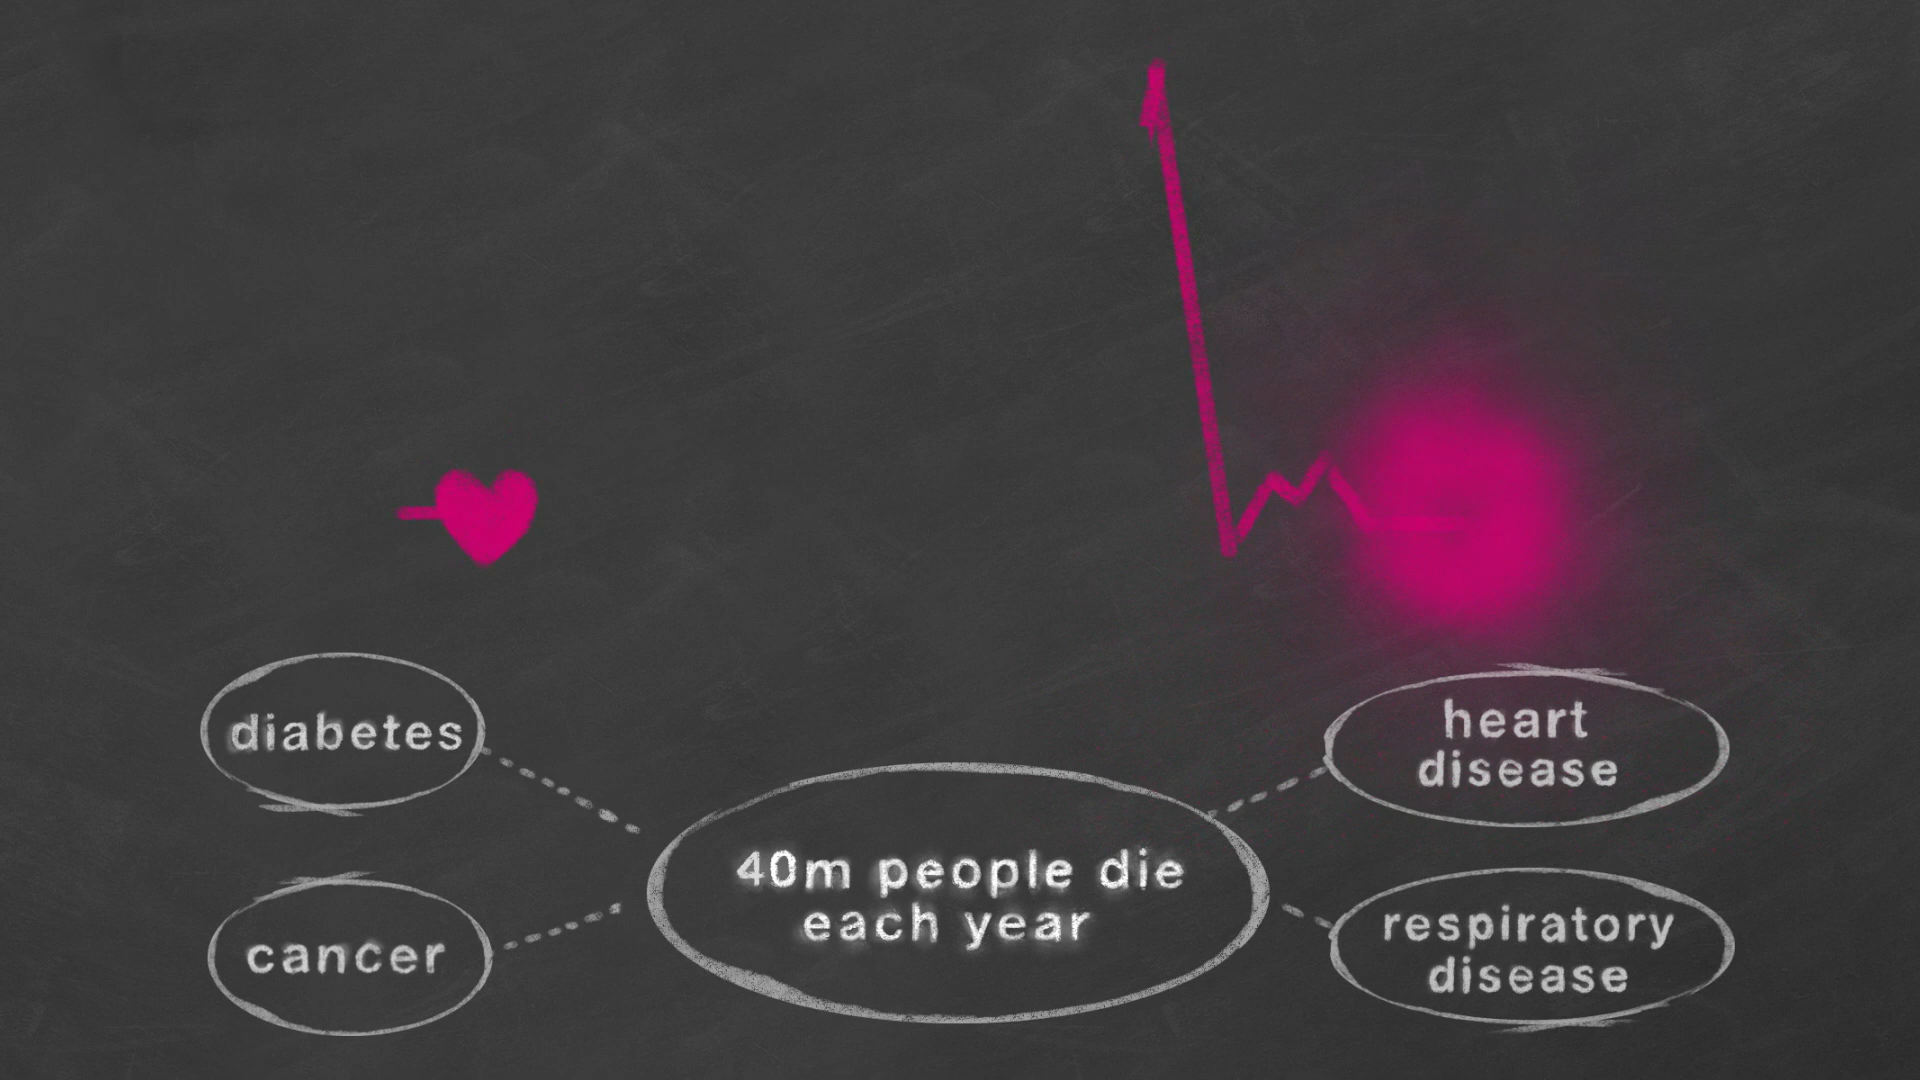 diabetes
heart
disease
40m people die
each year
cancer
respiratory
disease